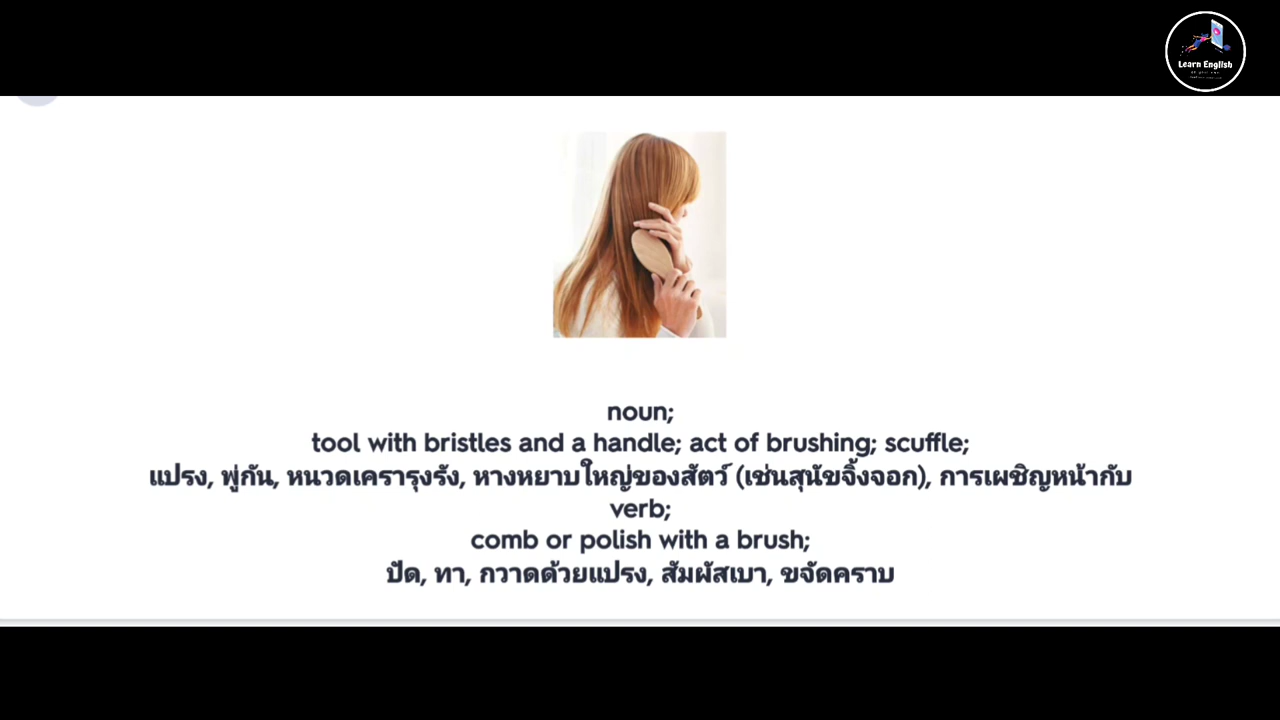 Learn English
noun;
tool with bristles and a handle; act of brushing; scuffle;
แปรง, พู่กัน, หนวดเครารุงรัง, หางหยาบใหญ่ของสัตว์ (เช่นสุนัขจิ้งจอก), การเผชิญหน้ากับ
verb;
comb or polish with a brush;
ปัด, ทา, กวาดด้วยแปรง, สัมผัสเบา, ขจัดคราบ